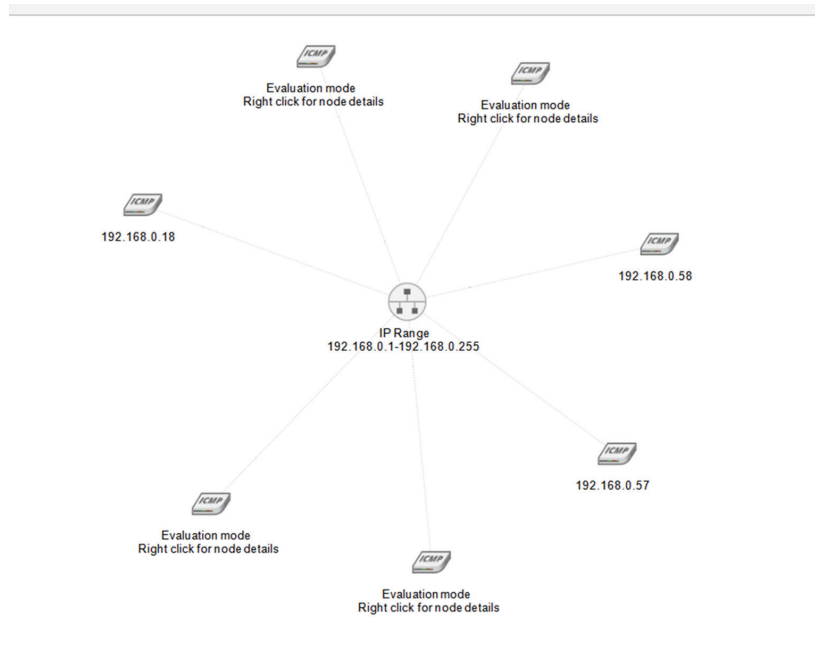 ICMP
Evaluation mode
Right click for node details
ICMP
Evaluation mode
Right click for node details
ICMP
192.168.0.18
ICMP
192.168.0.58
IP Range
192.168.0.1-192.168.0.255
ICMP
192.168.0.57
ICMP
Evaluation mode
Right click for node details
ICMP
Evaluation mode
Right click for node details